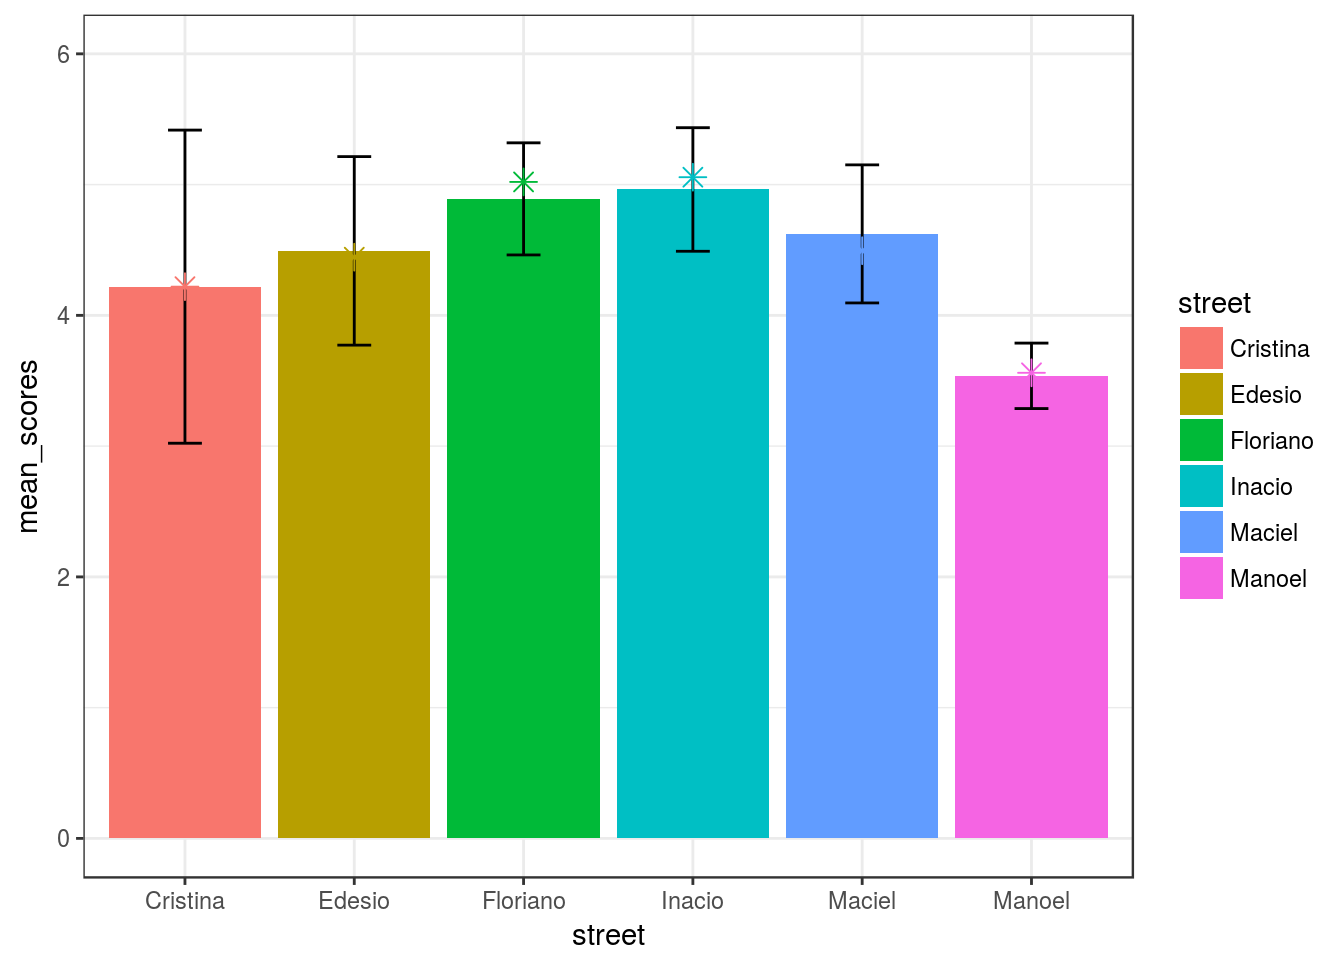 mean_scores
6
4
2
0
Cristina
Edesio
Floriano
Inacio
Maciel
Manoel
street
street
Cristina
Edesio
Floriano
Inacio
Maciel
Manoel